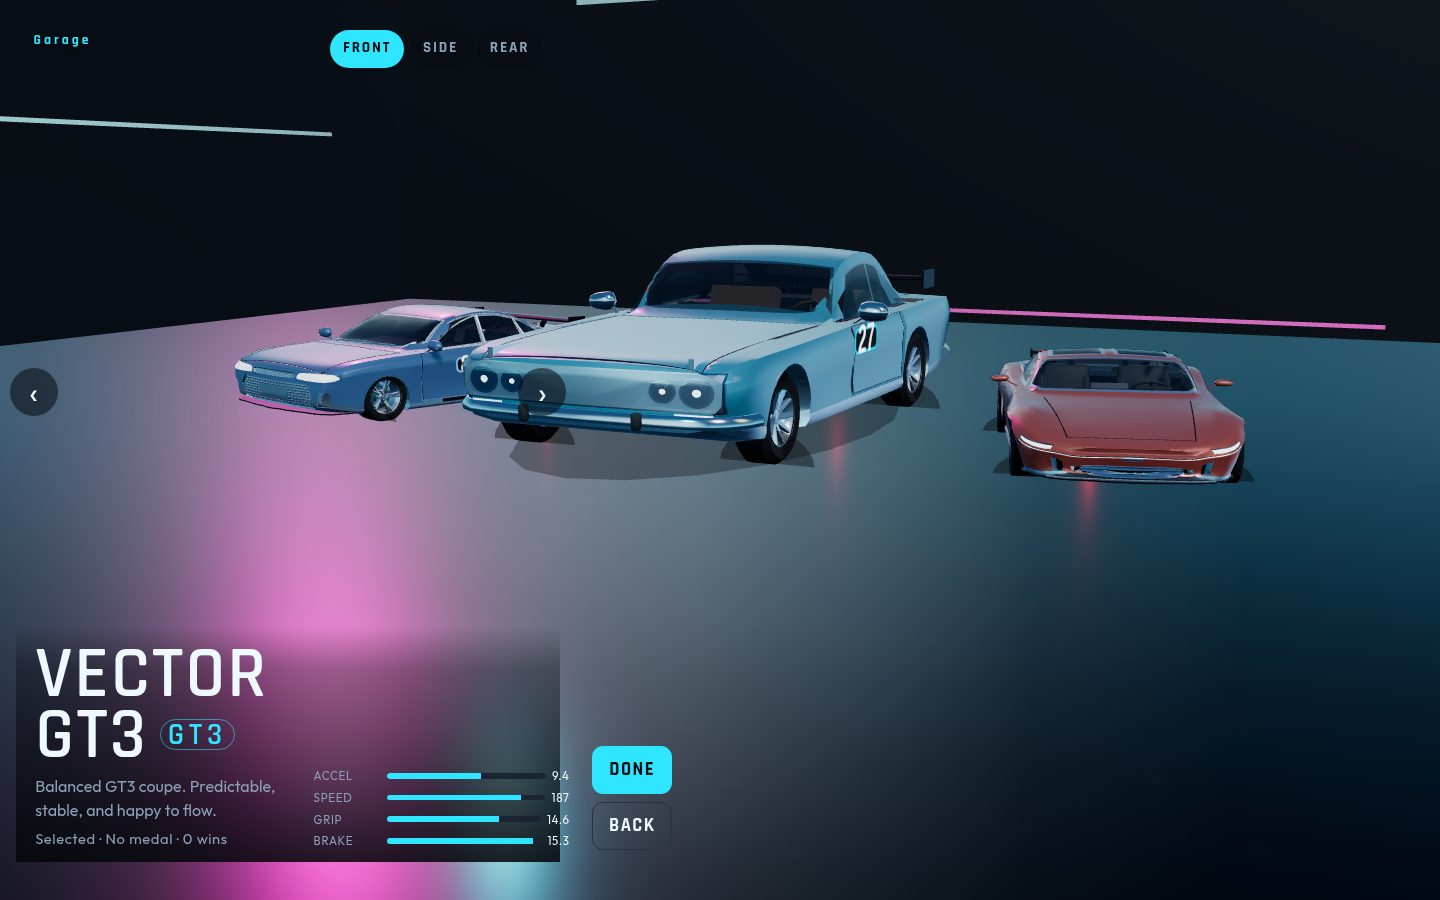 Garage
FRONT SIDE REAR
27
‹ ›
VECTOR
GT3 GT3
Balanced GT3 coupe. Predictable,
stable, and happy to flow.
Selected · No medal · 0 wins
ACCEL 9.4
SPEED 187
GRIP 14.6
BRAKE 15.3
DONE
BACK